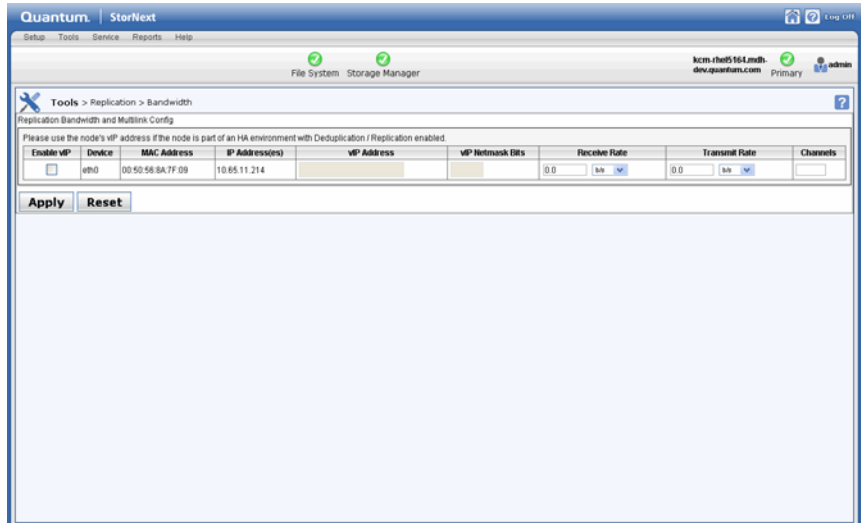 Quantum. | StorNext Log Off
Setup Tools Service Reports Help
File System Storage Manager
kcm-rhel5164.mdh-dev.quantum.com Primary admin
Tools > Replication > Bandwidth
Replication Bandwidth and Multilink Config
Please use the node's vIP address if the node is part of an HA environment with Deduplication / Replication enabled.
Enable vIP Device MAC Address IP Address(es) vIP Address vIP Netmask Bits Receive Rate Transmit Rate Channels
eth0 00:50:56:8A:7F:09 10.65.11.214 0.0 b/s 0.0 b/s
Apply Reset